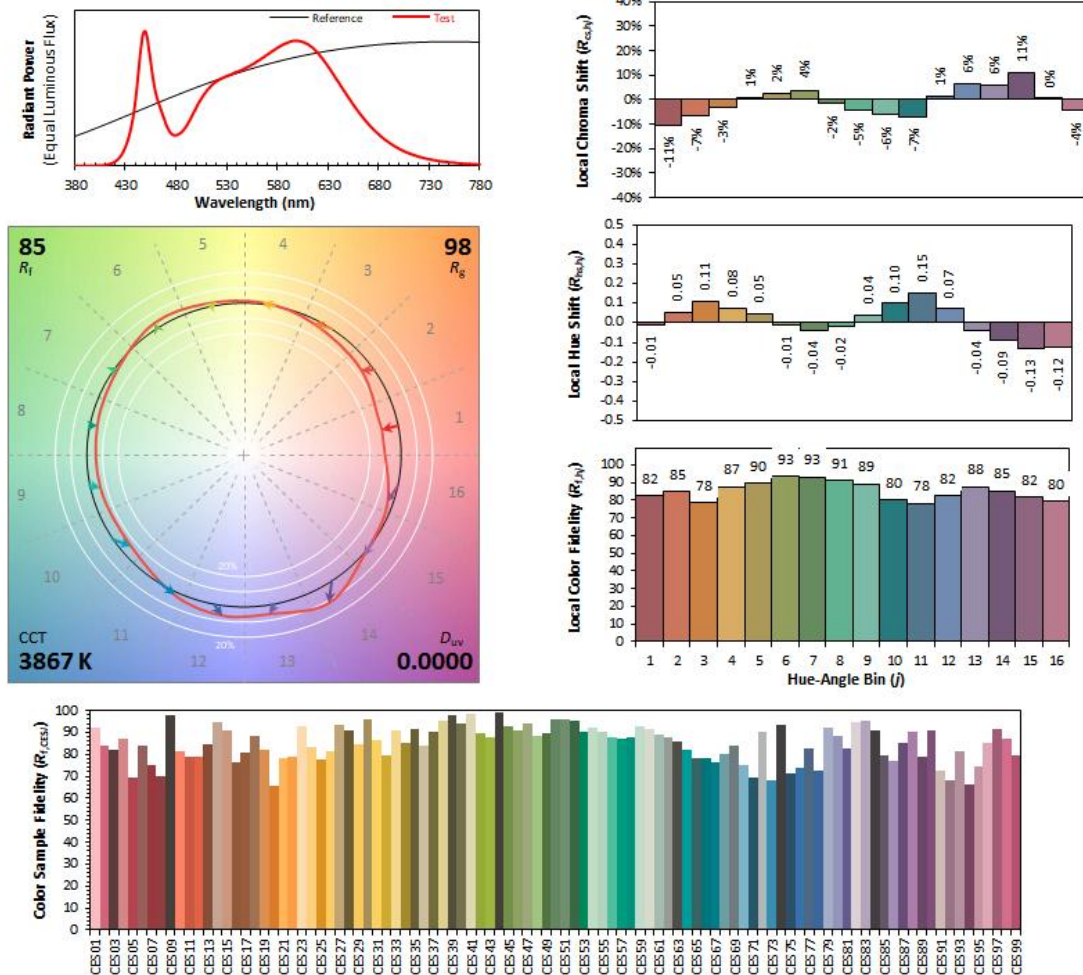 Reference
Test
Radiant Power
(Equal Luminous Flux)
380 430 480 530 580 630 680 730 780
Wavelength (nm)
Local Chroma Shift (Rcs,hj)
40%
30%
20%
10%
0%
-10%
-20%
-30%
-40%
-11% -7% -3% 1% 2% 4% -2% -5% -6% -7% 1% 6% 6% 11% 0% -4%
85
Rf
98
Rg
5 4
6 3
7 2
8 1
9 16
10 15
11 14
12 13
20%
20%
CCT
3867 K
Duv
0.0000
Local Hue Shift (Rhs,hj)
0.5
0.4
0.3
0.2
0.1
0.0
-0.1
-0.2
-0.3
-0.4
-0.5
-0.01 0.05 0.11 0.08 0.05 -0.01 -0.04 -0.02 0.04 0.10 0.15 0.07 -0.04 -0.09 -0.13 -0.12
Local Color Fidelity (Rf,hj)
100
90
80
70
60
50
40
30
20
10
0
82 85 78 87 90 93 93 91 89 80 78 82 88 85 82 80
1 2 3 4 5 6 7 8 9 10 11 12 13 14 15 16
Hue-Angle Bin (j)
Color Sample Fidelity (Rf,CESi)
100
90
80
70
60
50
40
30
20
10
0
CES01 CES03 CES05 CES07 CES09 CES11 CES13 CES15 CES17 CES19 CES21 CES23 CES25 CES27 CES29 CES31 CES33 CES35 CES37 CES39 CES41 CES43 CES45 CES47 CES49 CES51 CES53 CES55 CES57 CES59 CES61 CES63 CES65 CES67 CES69 CES71 CES73 CES75 CES77 CES79 CES81 CES83 CES85 CES87 CES89 CES91 CES93 CES95 CES97 CES99